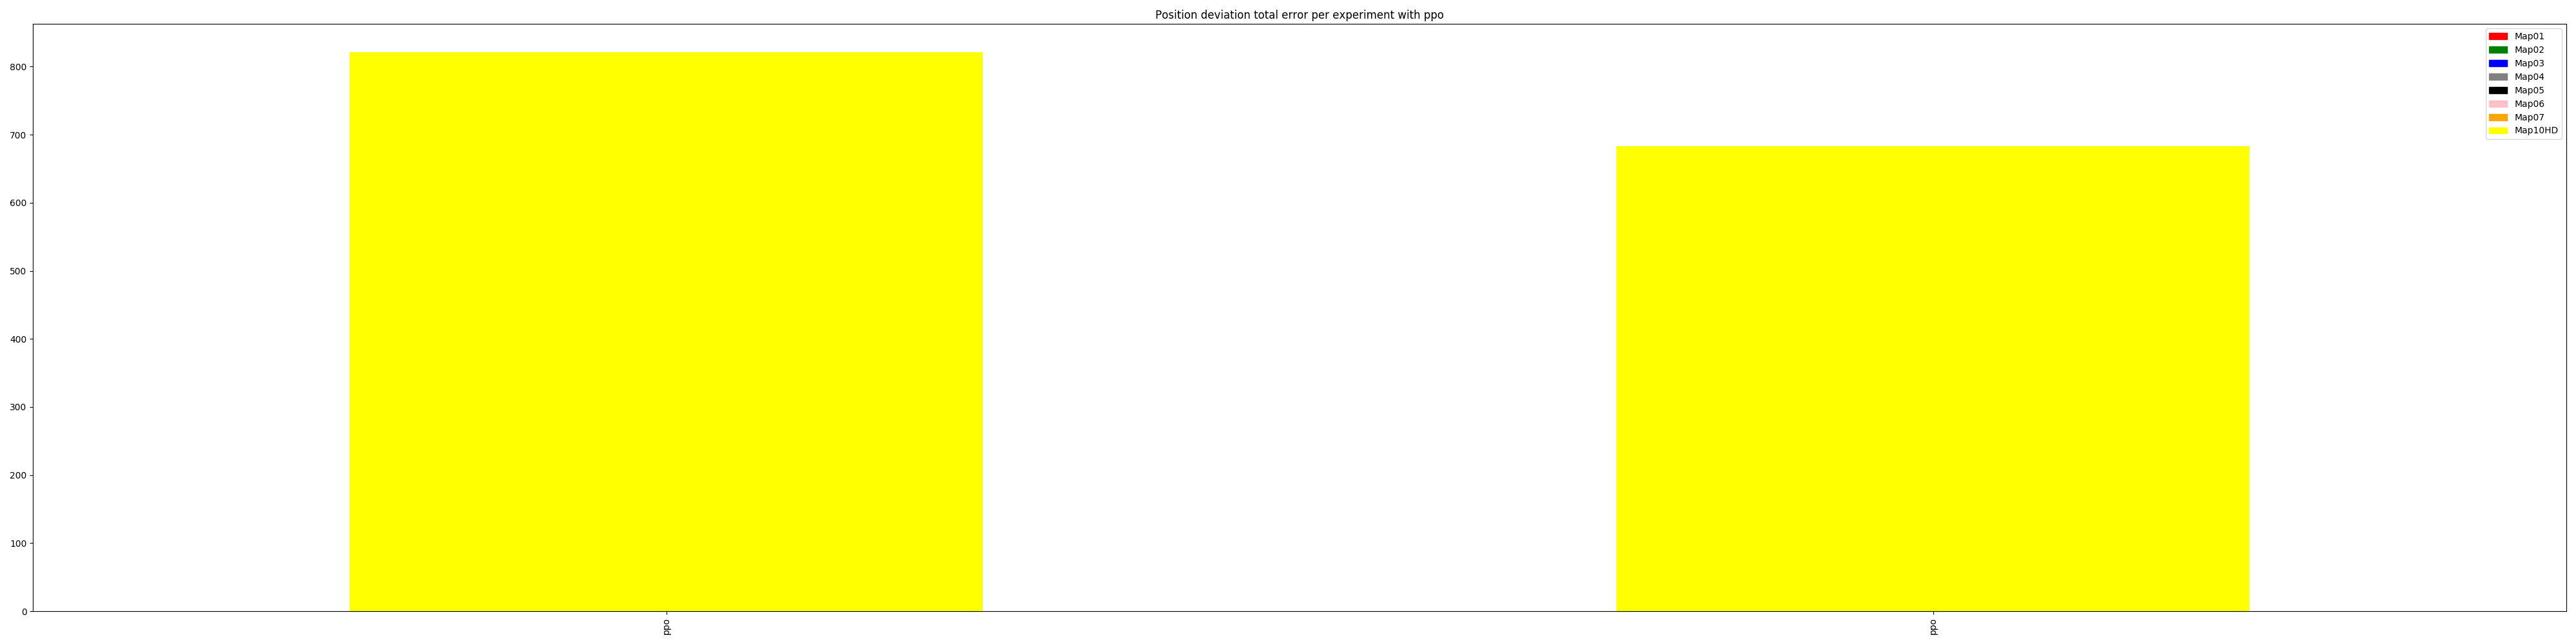 Position deviation total error per experiment with ppo
Map01
Map02
Map03
Map04
Map05
Map06
Map07
Map10HD
800
700
600
500
400
300
200
100
0
ppo
ppo